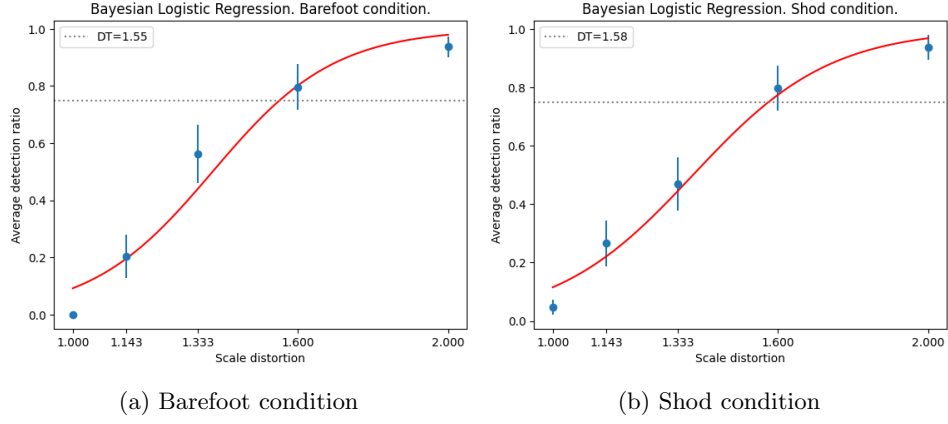 Bayesian Logistic Regression. Barefoot condition.
DT=1.55
Average detection ratio
1.0
0.8
0.6
0.4
0.2
0.0
1.000 1.143 1.333 1.600 2.000
Scale distortion
(a) Barefoot condition
Bayesian Logistic Regression. Shod condition.
DT=1.58
Average detection ratio
1.0
0.8
0.6
0.4
0.2
0.0
1.000 1.143 1.333 1.600 2.000
Scale distortion
(b) Shod condition